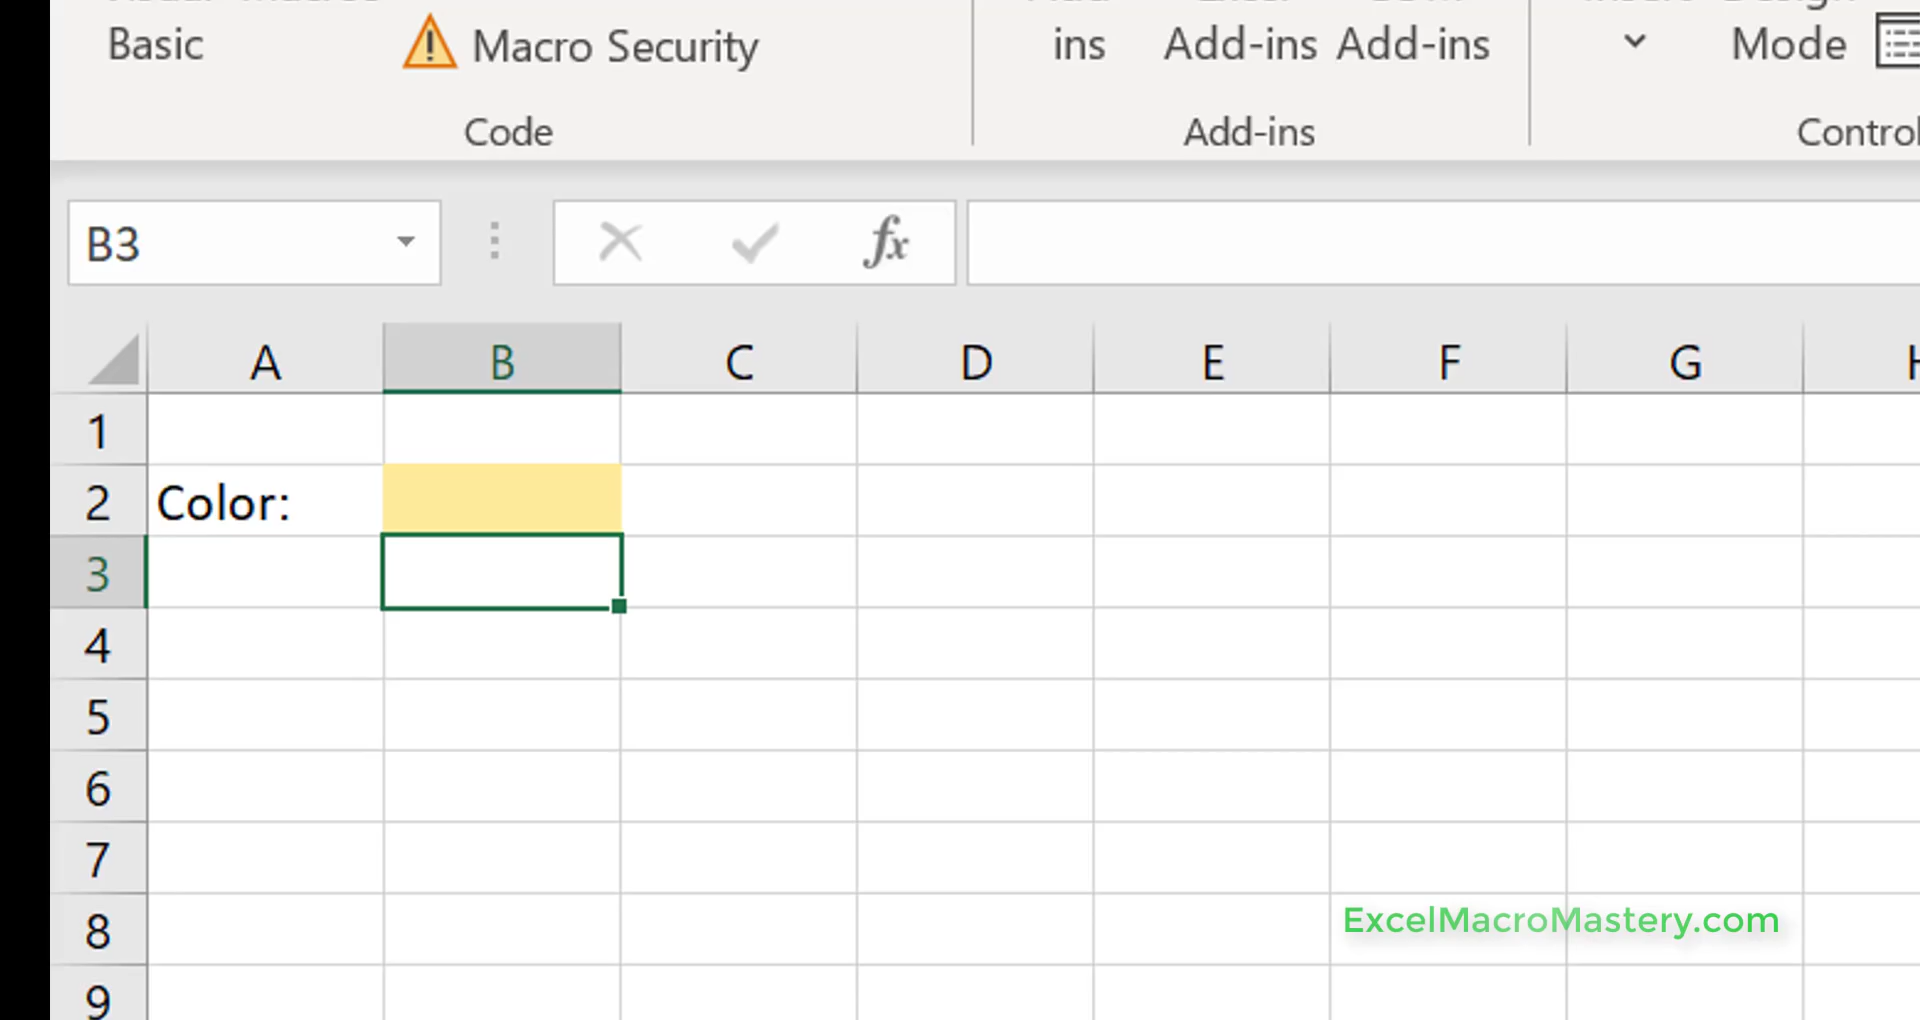 Basic
Macro Security
ins
Add-ins
Add-ins
Mode
Code
Add-ins
B3
fx
A B C D E F G
1
2 Color:
3
4
5
6
7
8
ExcelMacroMastery.com
9